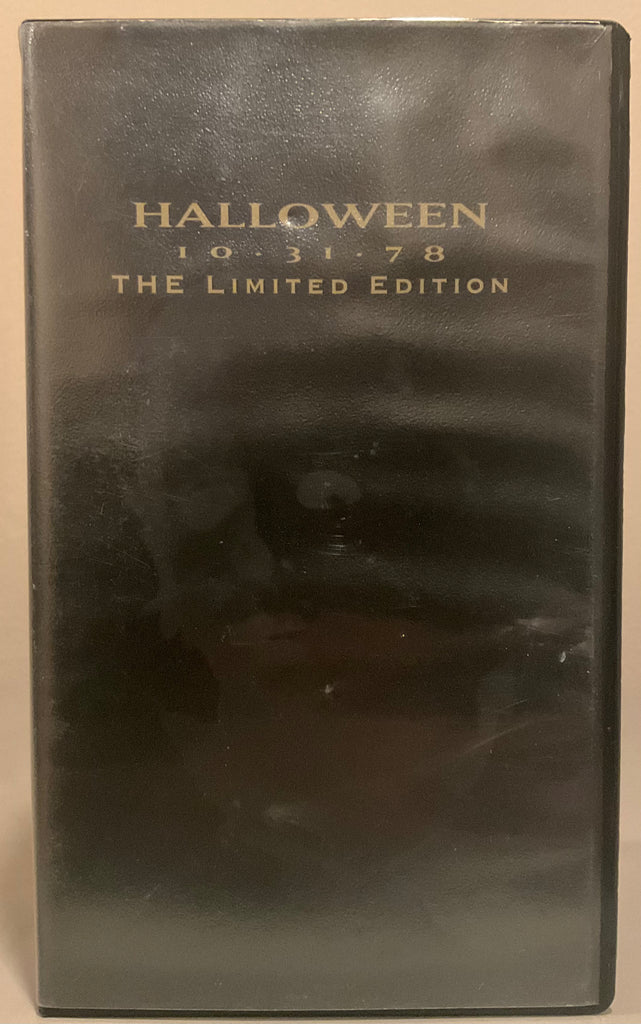 HALLOWEEN
10·31·78
THE LIMITED EDITION